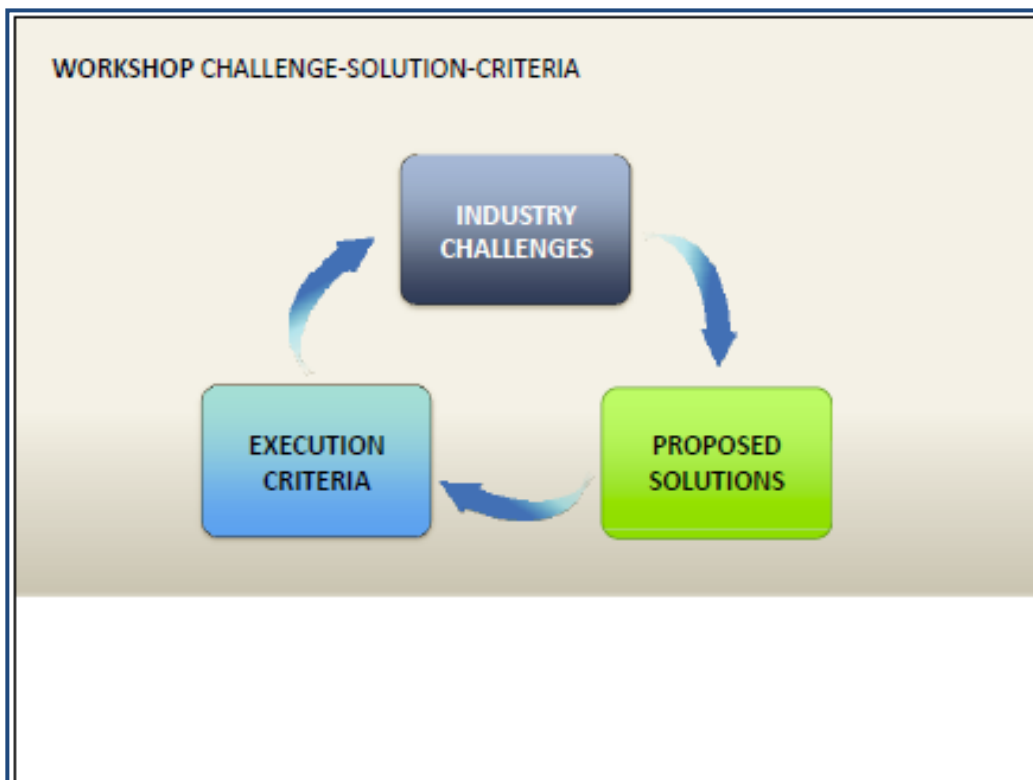 WORKSHOP CHALLENGE-SOLUTION-CRITERIA
INDUSTRY
CHALLENGES
EXECUTION
CRITERIA
PROPOSED
SOLUTIONS